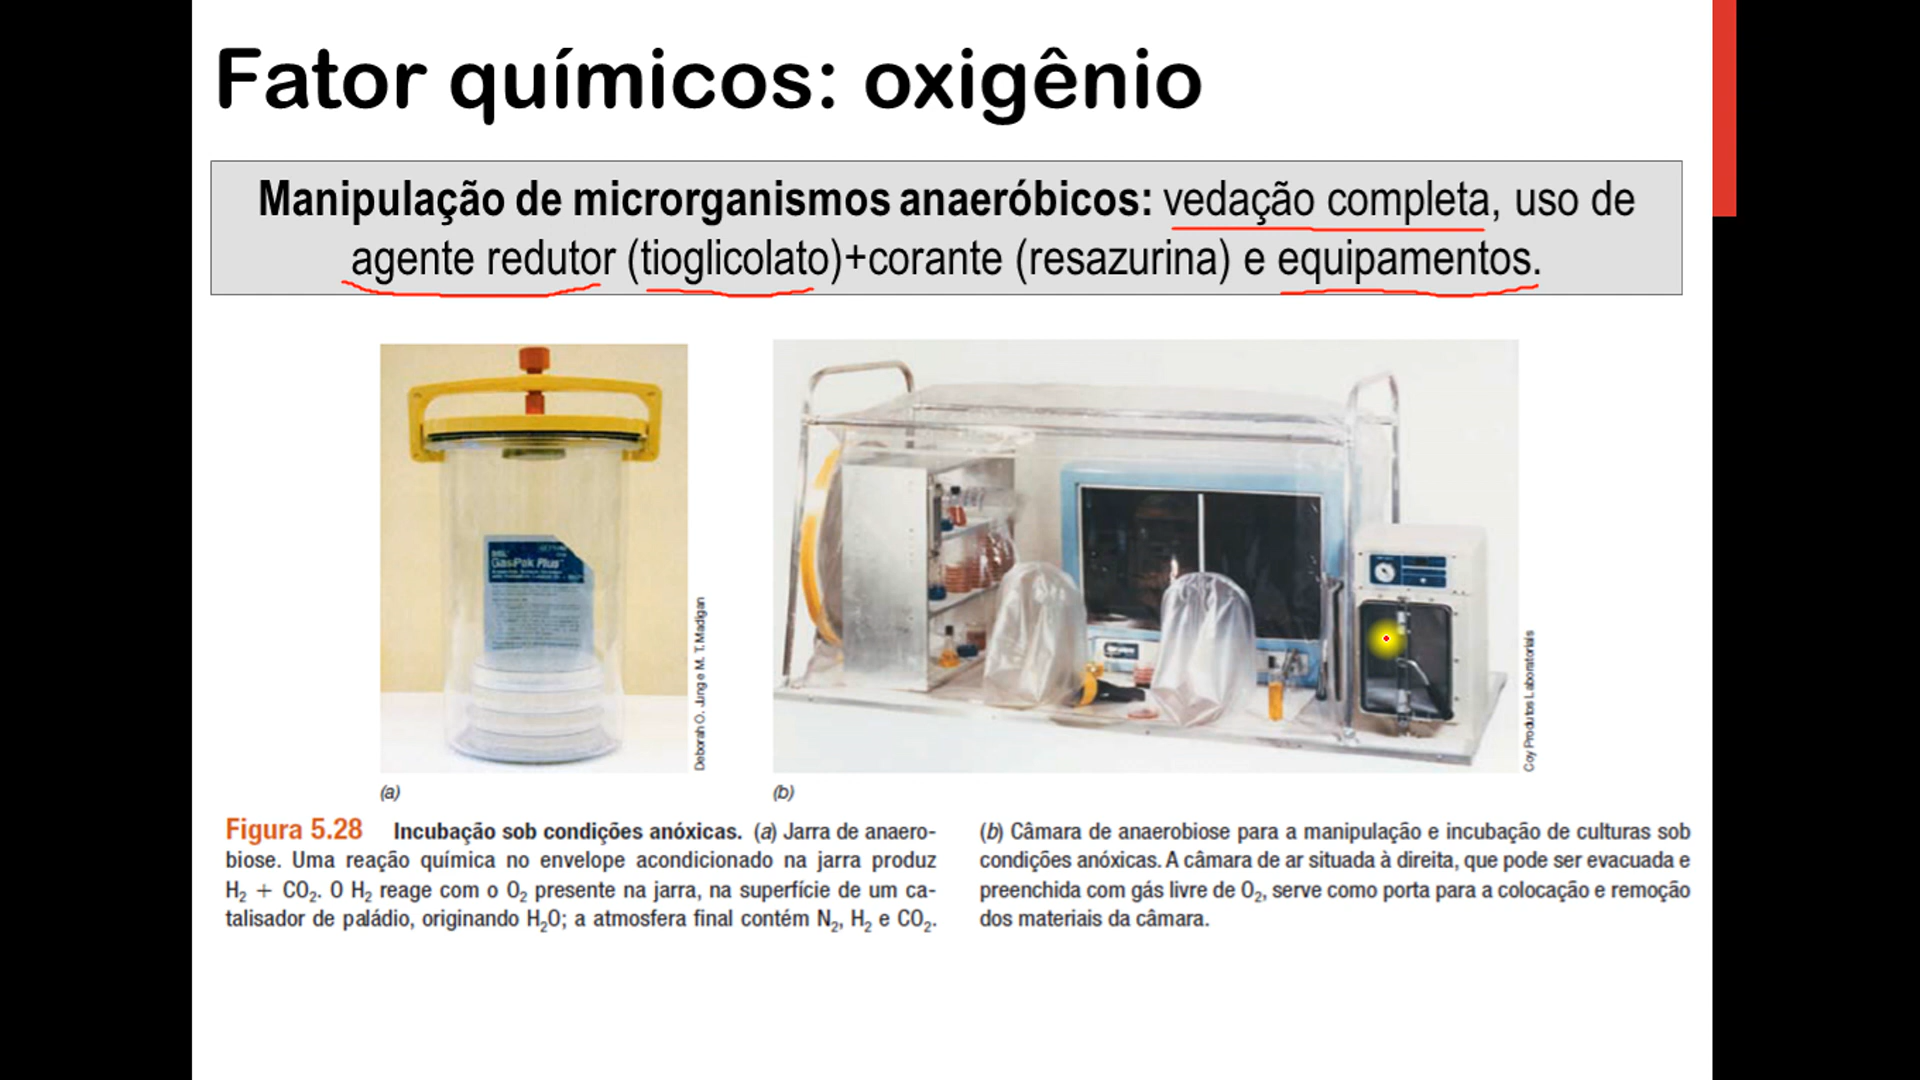 Fator químicos: oxigênio
Manipulação de microrganismos anaeróbicos: vedação completa, uso de
agente redutor (tioglicolato)+corante (resazurina) e equipamentos.
GasPak Plus
Deborah O. Jung e M. T. Madigan
Coy Produtos Laboratoriais
(a)
(b)
Figura 5.28 Incubação sob condições anóxicas. (a) Jarra de anaero-
biose. Uma reação química no envelope acondicionado na jarra produz
H₂ + CO₂. O H₂ reage com o O₂ presente na jarra, na superfície de um ca-
talisador de paládio, originando H₂O; a atmosfera final contém N₂, H₂ e CO₂.
(b) Câmara de anaerobiose para a manipulação e incubação de culturas sob
condições anóxicas. A câmara de ar situada à direita, que pode ser evacuada e
preenchida com gás livre de O₂, serve como porta para a colocação e remoção
dos materiais da câmara.